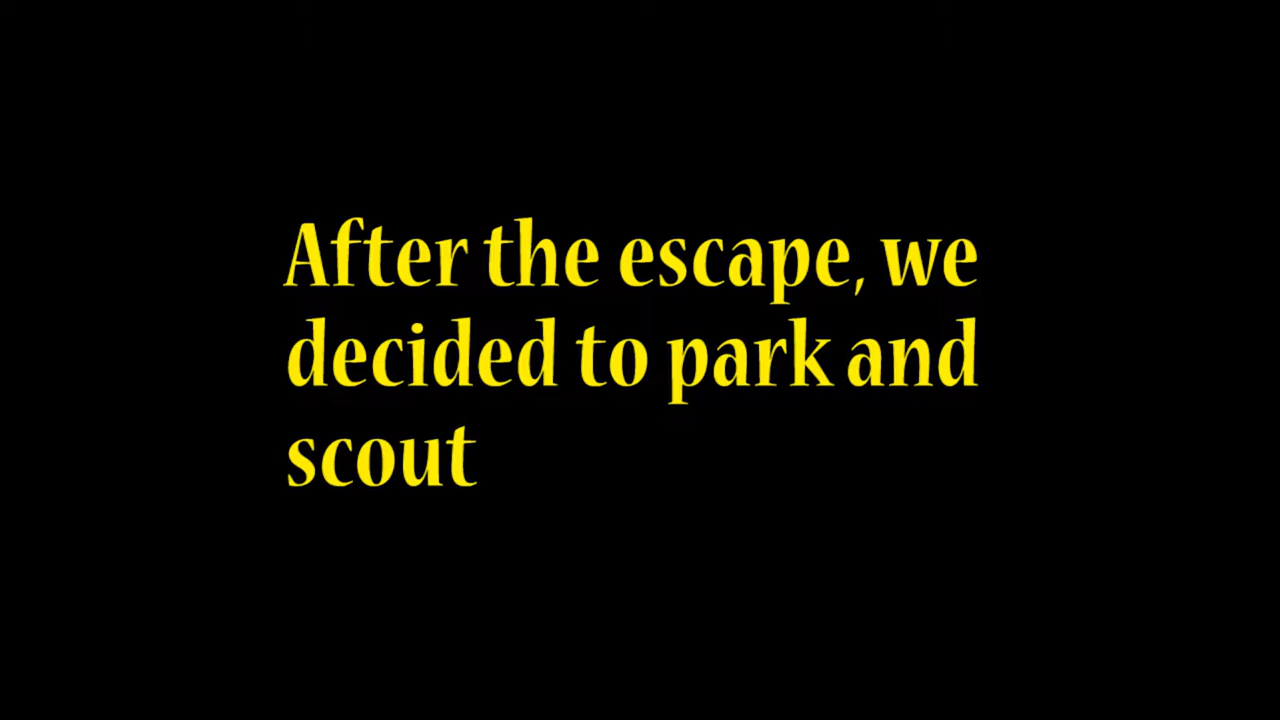 After the escape, we
decided to park and
scout